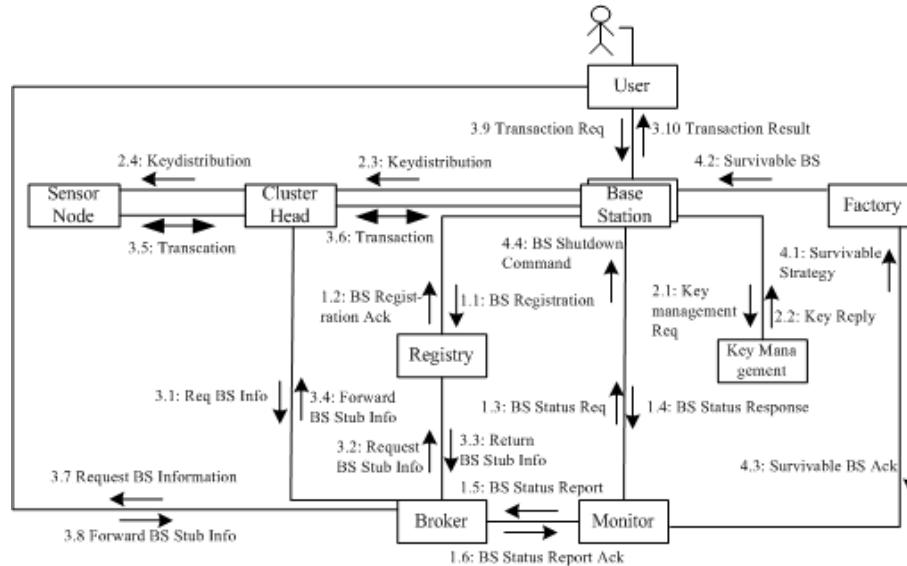 User
3.9 Transaction Req
3.10 Transaction Result
2.4: Keydistribution
2.3: Keydistribution
4.2: Survivable BS
Sensor
Node
Cluster
Head
Base
Station
Factory
3.5: Transcation
3.6: Transaction
4.4: BS Shutdown
Command
4.1: Survivable
Strategy
1.2: BS Regist-
ration Ack
1.1: BS Registration
2.1: Key
management
Req
2.2: Key Reply
Registry
Key Mana
gement
3.1: Req BS Info
3.4: Forward
BS Stub Info
1.3: BS Status Req
1.4: BS Status Response
3.2: Request
BS Stub Info
3.3: Return
BS Stub Info
3.7 Request BS Information
1.5: BS Status Report
4.3: Survivable BS Ack
Broker
Monitor
3.8 Forward BS Stub Info
1.6: BS Status Report Ack